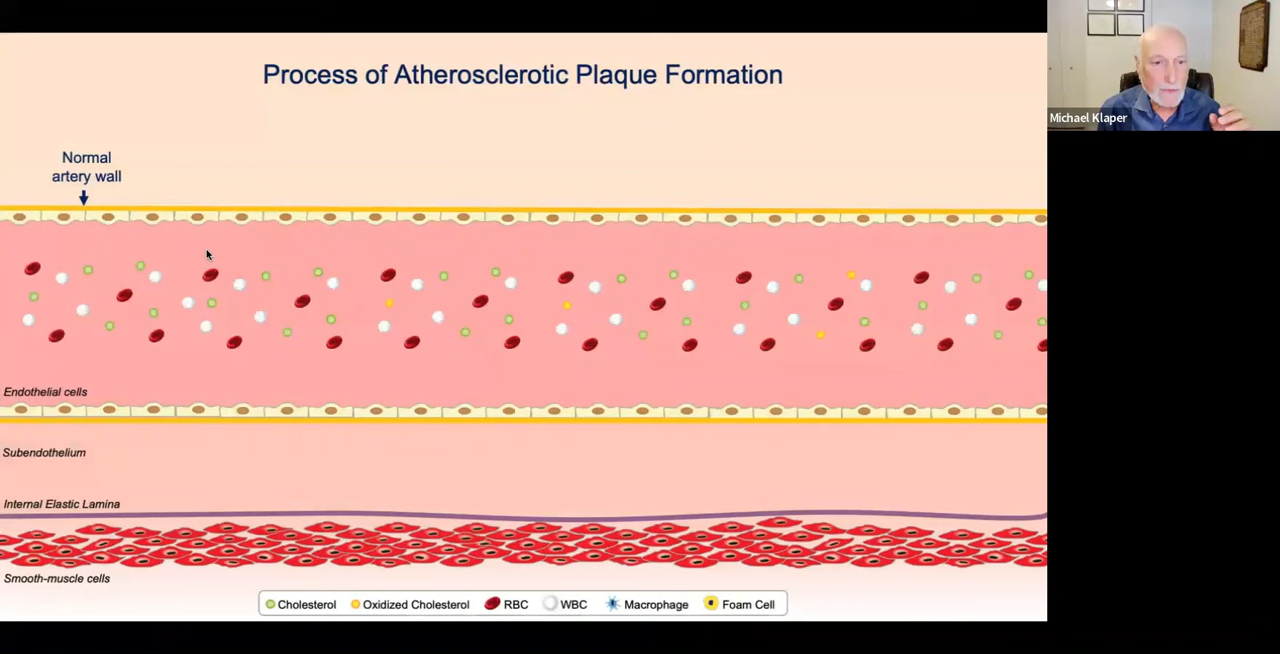 Process of Atherosclerotic Plaque Formation
Michael Klaper
Normal
artery wall
Endothelial cells
Subendothelium
Internal Elastic Lamina
Smooth-muscle cells
Cholesterol Oxidized Cholesterol RBC WBC Macrophage Foam Cell